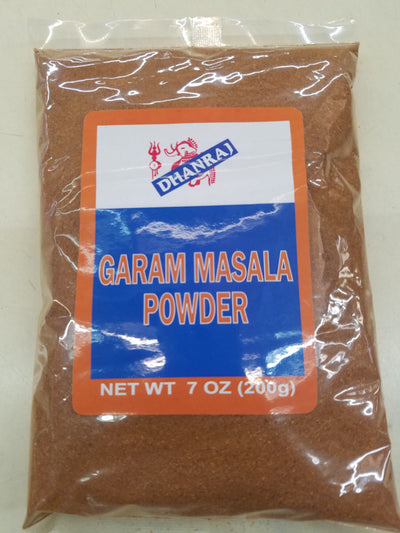 DHANRAJ
GARAM MASALA
POWDER
NET WT 7 OZ (200g)